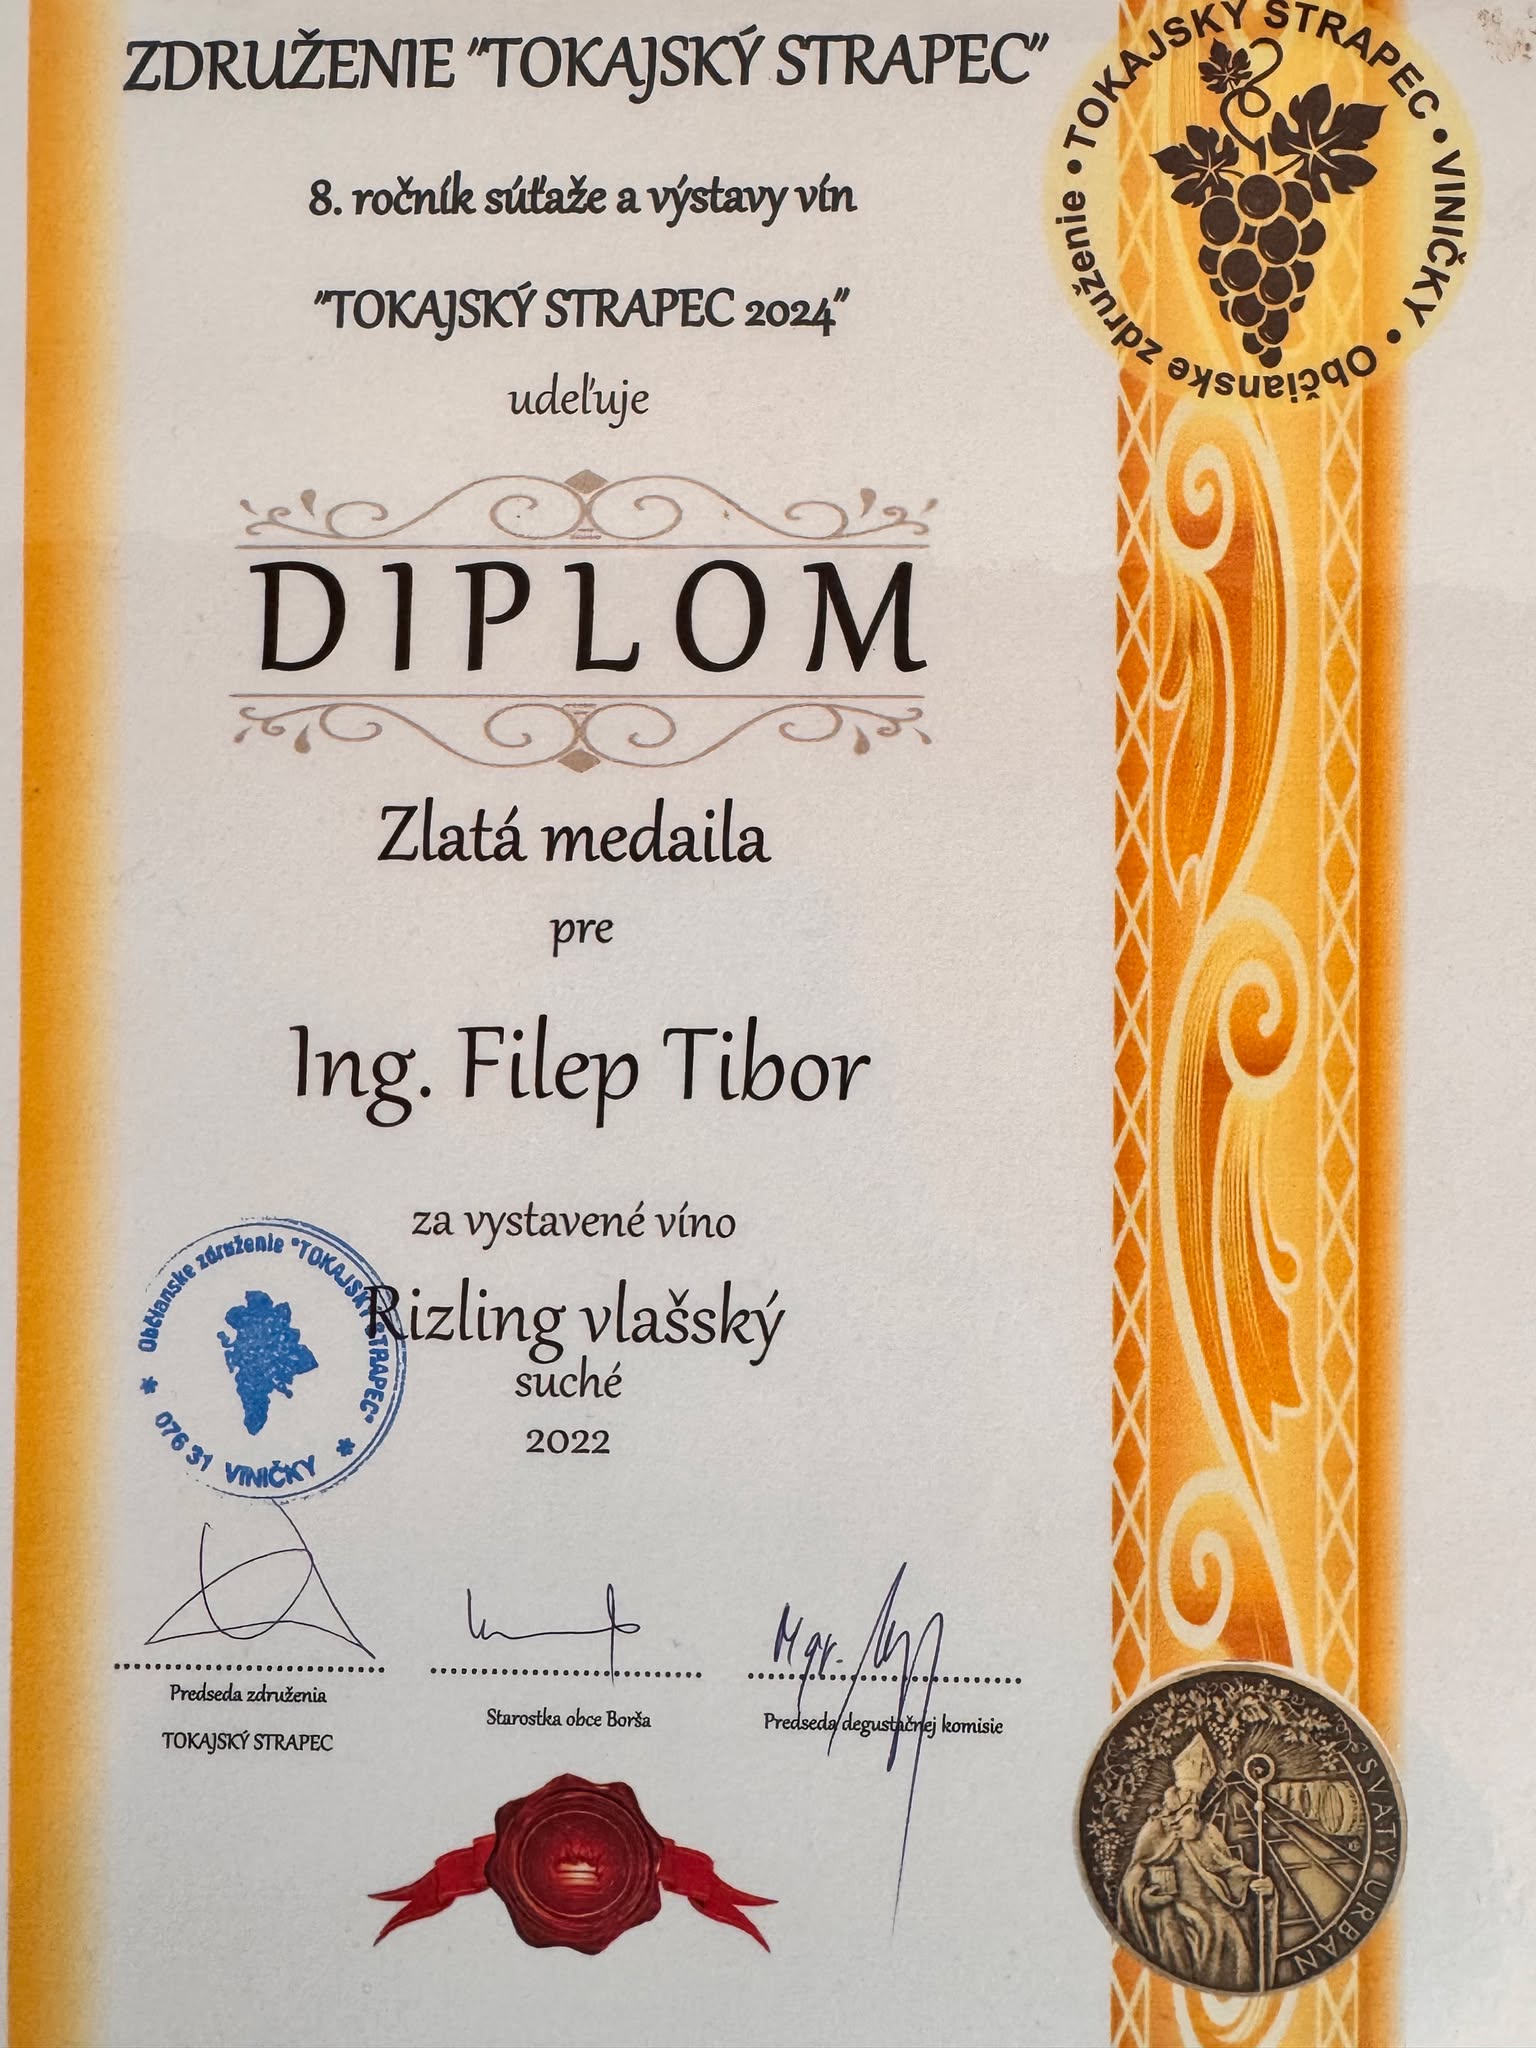 ZDRUŽENIE "TOKAJSKÝ STRAPEC"
• TOKAJSKÝ STRAPEC • VINIČKY • Občianske združenie
8. ročník súťaže a výstavy vín
"TOKAJSKÝ STRAPEC 2024"
udeľuje
DIPLOM
Zlatá medaila
pre
Ing. Filep Tibor
za vystavené víno
Rizling vlašský
suché
2022
Občianske združenie "TOKAJSKÝ STRAPEC"
* 076 31 VINIČKY *
Mgr.
Predseda združenia
TOKAJSKÝ STRAPEC
Starostka obce Borša
Predseda degustačnej komisie
SVÄTÝ URBAN